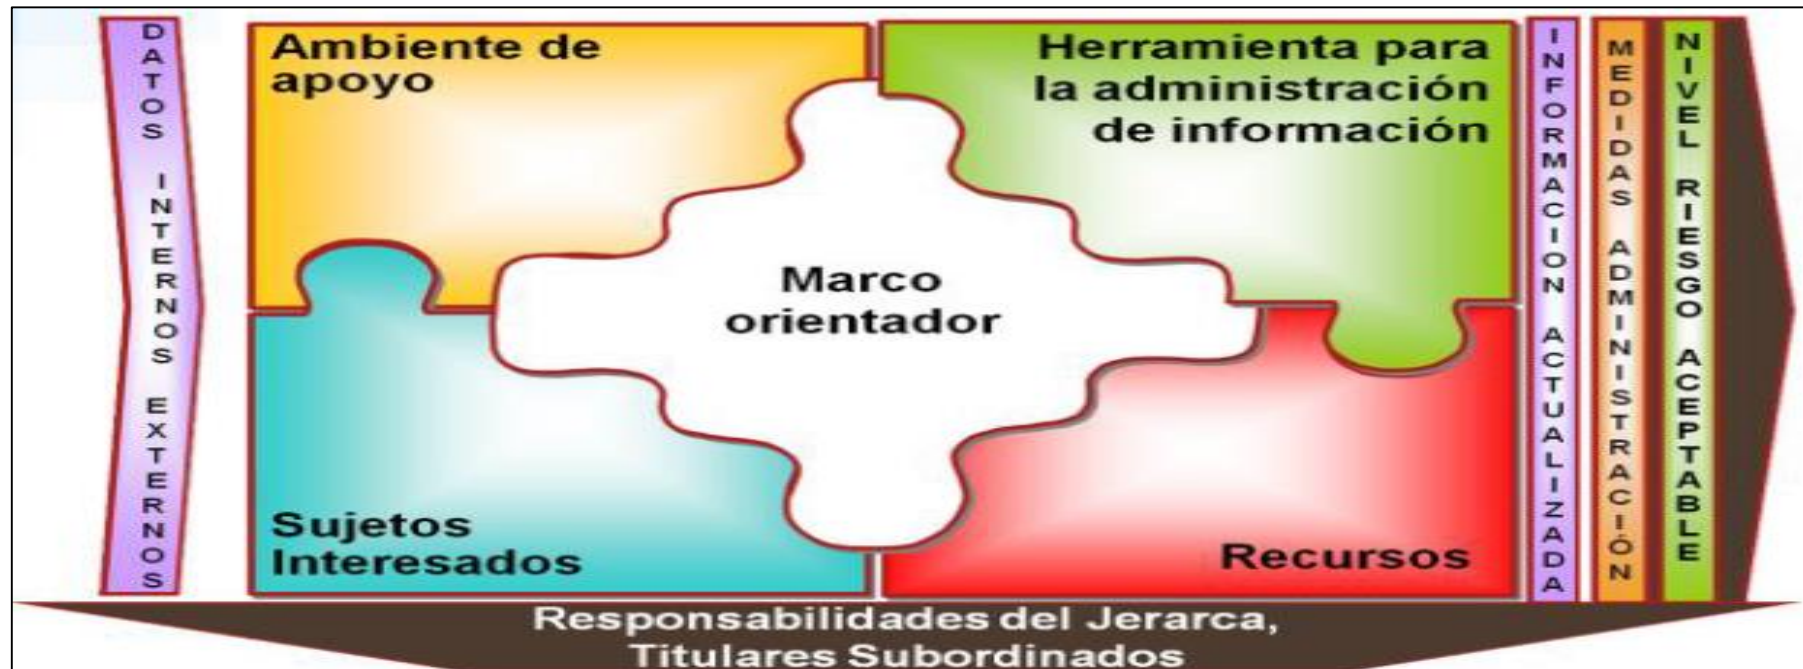 DATOS INTERNOS EXTERNOS
Ambiente de
apoyo
Herramienta para
la administración
de información
Marco
orientador
Sujetos
Interesados
Recursos
INFORMACION ACTUALIZADA
MEDIDAS ADMINISTRACIÓN
NIVEL RIESGO ACEPTABLE
Responsabilidades del Jerarca,
Titulares Subordinados